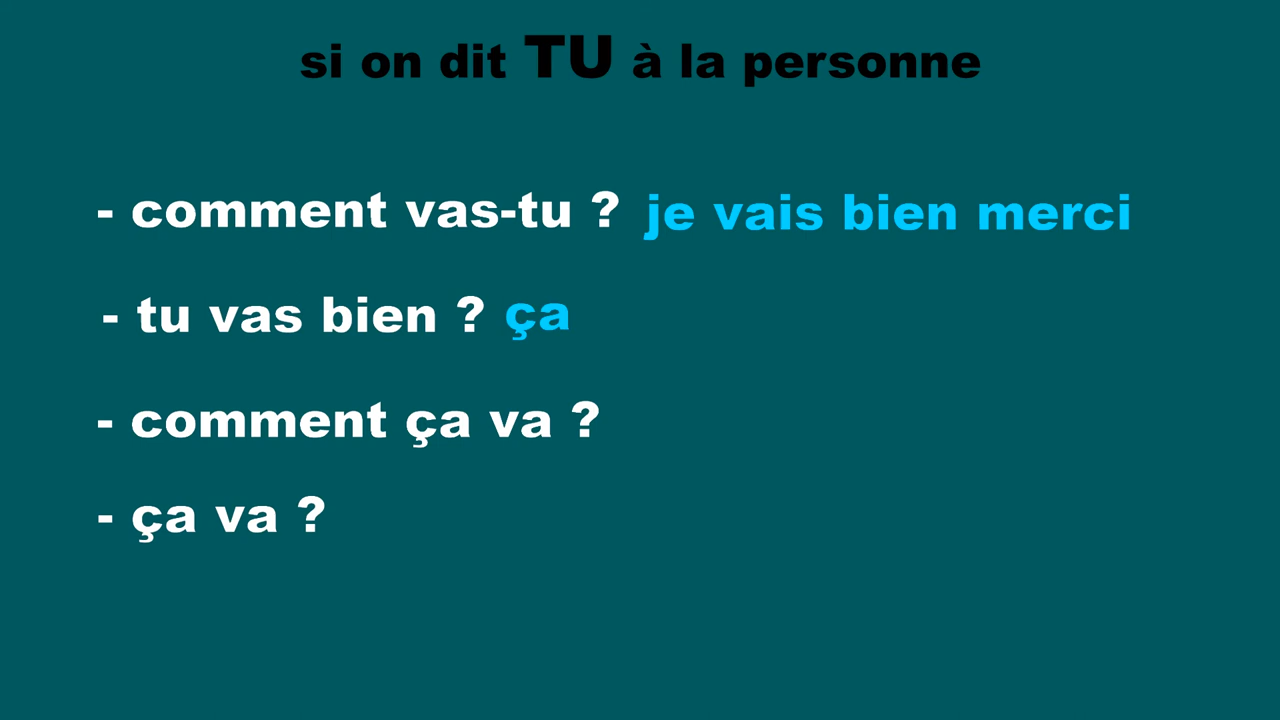 si on dit TU à la personne
- comment vas-tu ? je vais bien merci
- tu vas bien ? ça
- comment ça va ?
- ça va ?